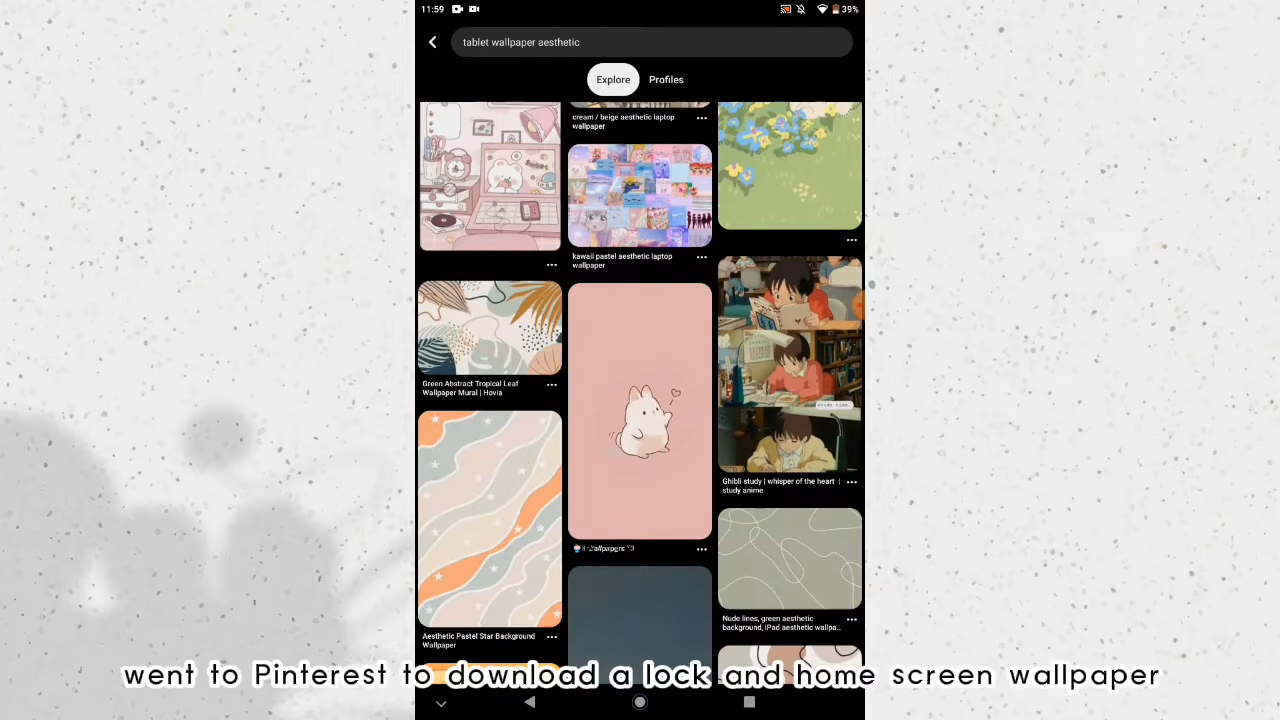 11:59
39%
tablet wallpaper aesthetic
Explore
Profiles
cream / beige aesthetic laptop
wallpaper
kawaii pastel aesthetic laptop
wallpaper
Green Abstract Tropical Leaf
Wallpaper Mural | Hovia
Ghibli study | whisper of the heart |
study anime
Aesthetic Pastel Star Background
Wallpaper
Nude lines, green aesthetic
background, iPad aesthetic wallpa...
went to Pinterest to download a lock and home screen wallpaper